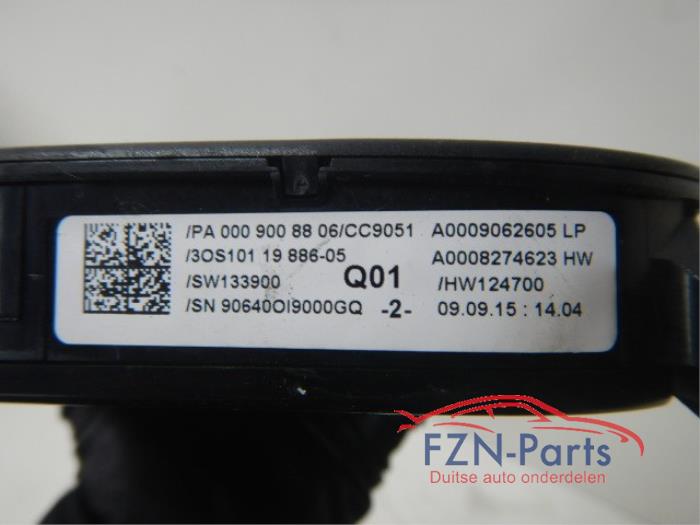 /PA 000 900 88 06/CC9051 A0009062605 LP
/3OS101 19 886-05 A0008274623 HW
/SW133900 Q01 /HW124700
/SN 90640OI9000GQ -2- 09.09.15 : 14.04
FZN-Parts
Duitse auto onderdelen